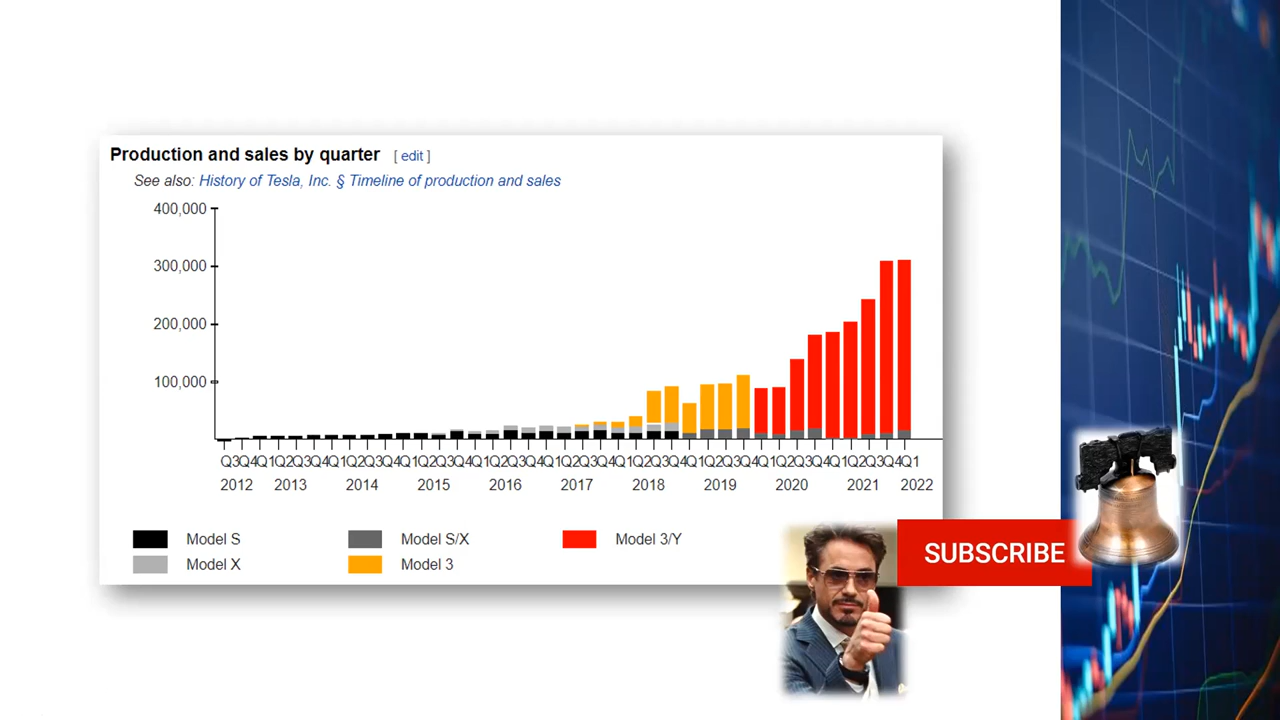 Production and sales by quarter [ edit ]
See also: History of Tesla, Inc. § Timeline of production and sales
400,000
300,000
200,000
100,000
Q3Q4Q1Q2Q3Q4Q1Q2Q3Q4Q1Q2Q3Q4Q1Q2Q3Q4Q1Q2Q3Q4Q1Q2Q3Q4Q1Q2Q3Q4Q1Q2Q3Q4Q1Q2Q3Q4Q1
2012 2013 2014 2015 2016 2017 2018 2019 2020 2021 2022
Model S Model S/X Model 3/Y
Model X Model 3
SUBSCRIBE